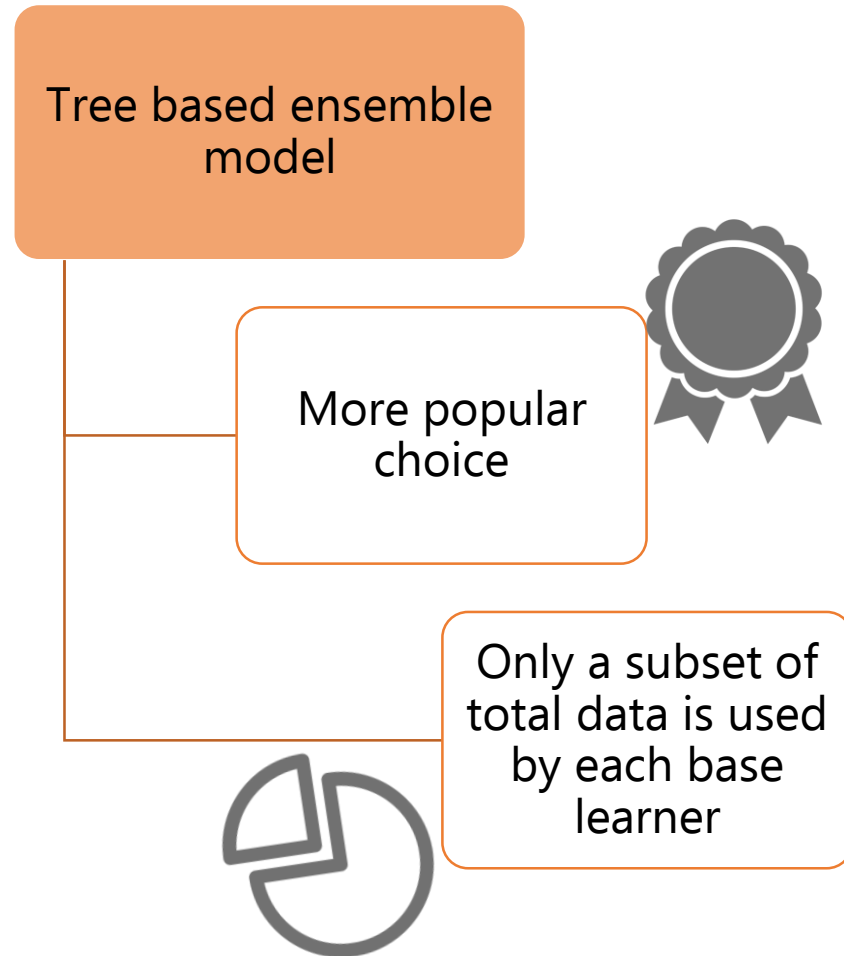 Tree based ensemble
model
More popular
choice
Only a subset of
total data is used
by each base
learner